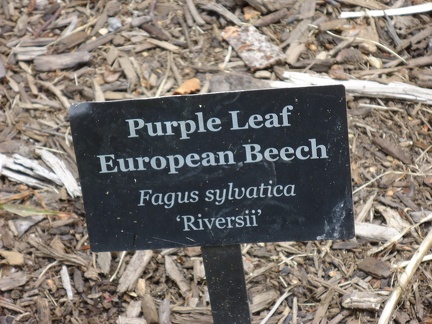 Purple Leaf
European Beech
Fagus sylvatica
‘Riversii’